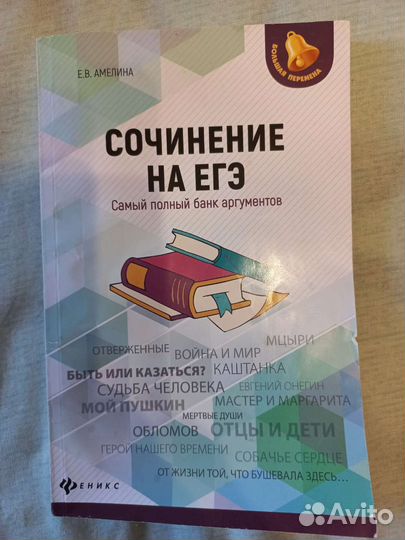 БОЛЬШАЯ ПЕРЕМЕНА
Е.В. АМЕЛИНА
СОЧИНЕНИЕ
НА ЕГЭ
Самый полный банк аргументов
МЦЫРИ
ОТВЕРЖЕННЫЕ
ВОЙНА И МИР
БЫТЬ ИЛИ КАЗАТЬСЯ?
КАШТАНКА
СУДЬБА ЧЕЛОВЕКА
ЕВГЕНИЙ ОНЕГИН
МОЙ ПУШКИН
МАСТЕР И МАРГАРИТА
МЕРТВЫЕ ДУШИ
ОБЛОМОВ
ОТЦЫ И ДЕТИ
ГЕРОЙ НАШЕГО ВРЕМЕНИ
СОБАЧЬЕ СЕРДЦЕ
ОТ ЖИЗНИ ТОЙ, ЧТО БУШЕВАЛА ЗДЕСЬ...
ФЕНИКС
Avito